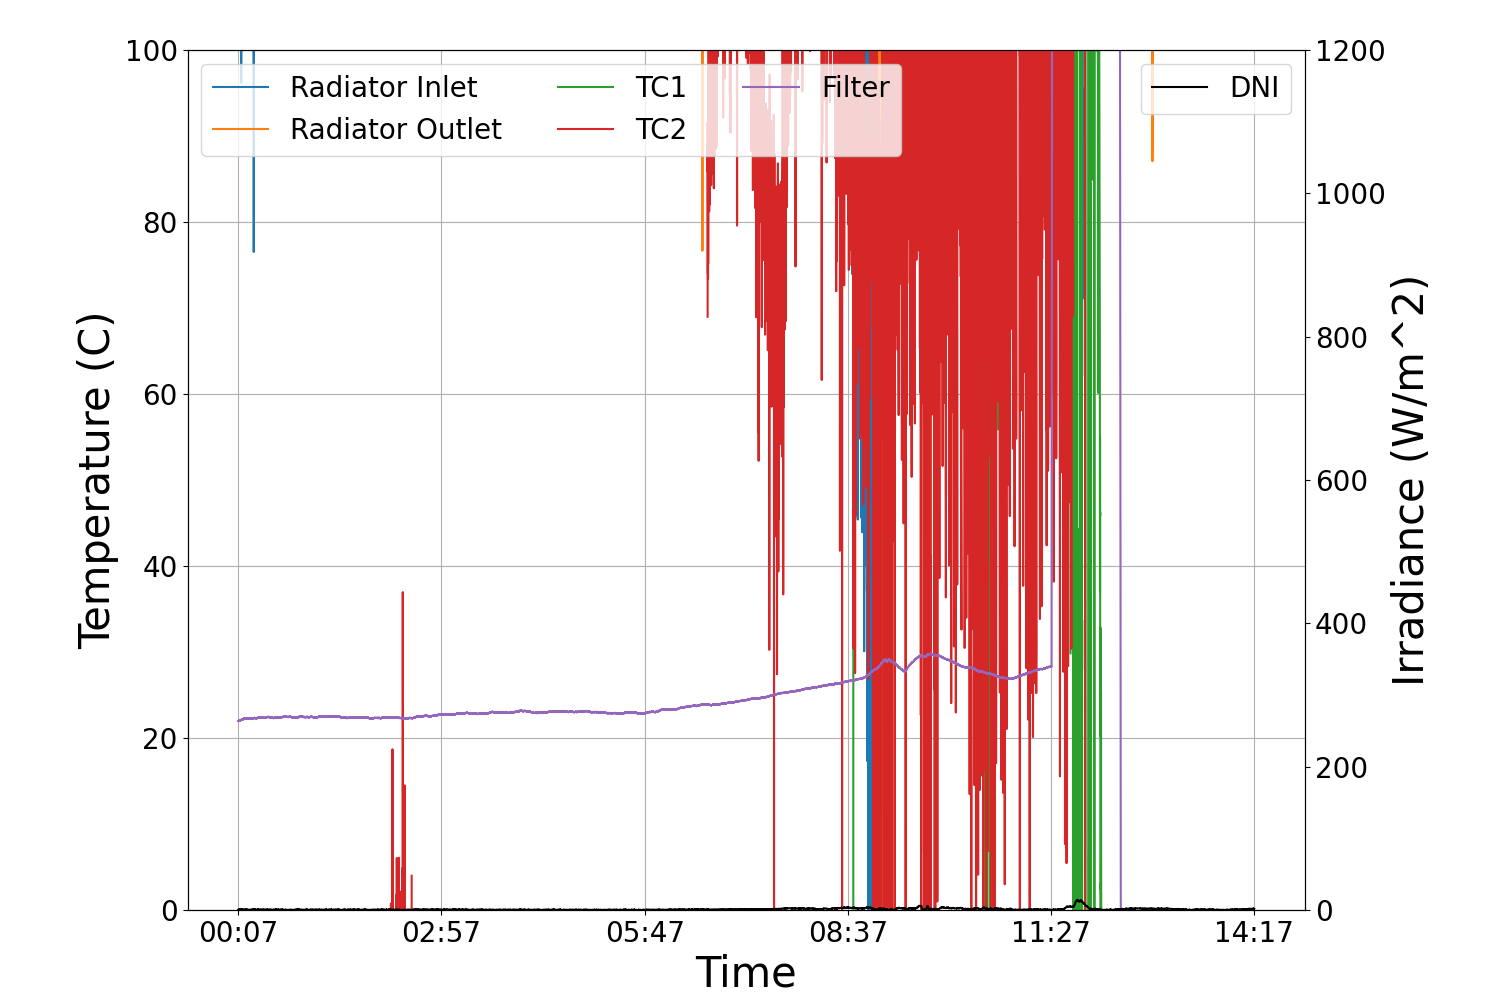 100
80
60
40
20
0
Temperature (C)
Radiator Inlet
Radiator Outlet
TC1
TC2
Filter
DNI
1200
1000
800
600
400
200
0
Irradiance (W/m^2)
00:07 02:57 05:47 08:37 11:27 14:17
Time